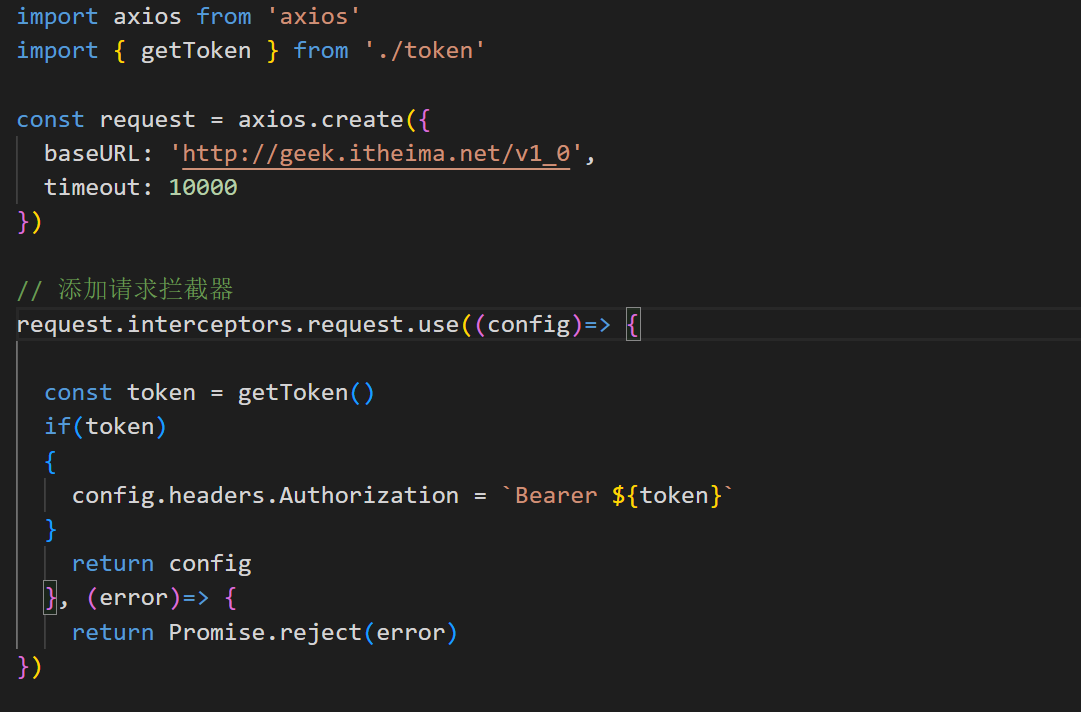 import axios from 'axios'
import { getToken } from './token'
const request = axios.create({
baseURL: 'http://geek.itheima.net/v1_0',
timeout: 10000
})
// 添加请求拦截器
request.interceptors.request.use((config)=> {
const token = getToken()
if(token)
{
config.headers.Authorization = `Bearer ${token}`
}
return config
}, (error)=> {
return Promise.reject(error)
})